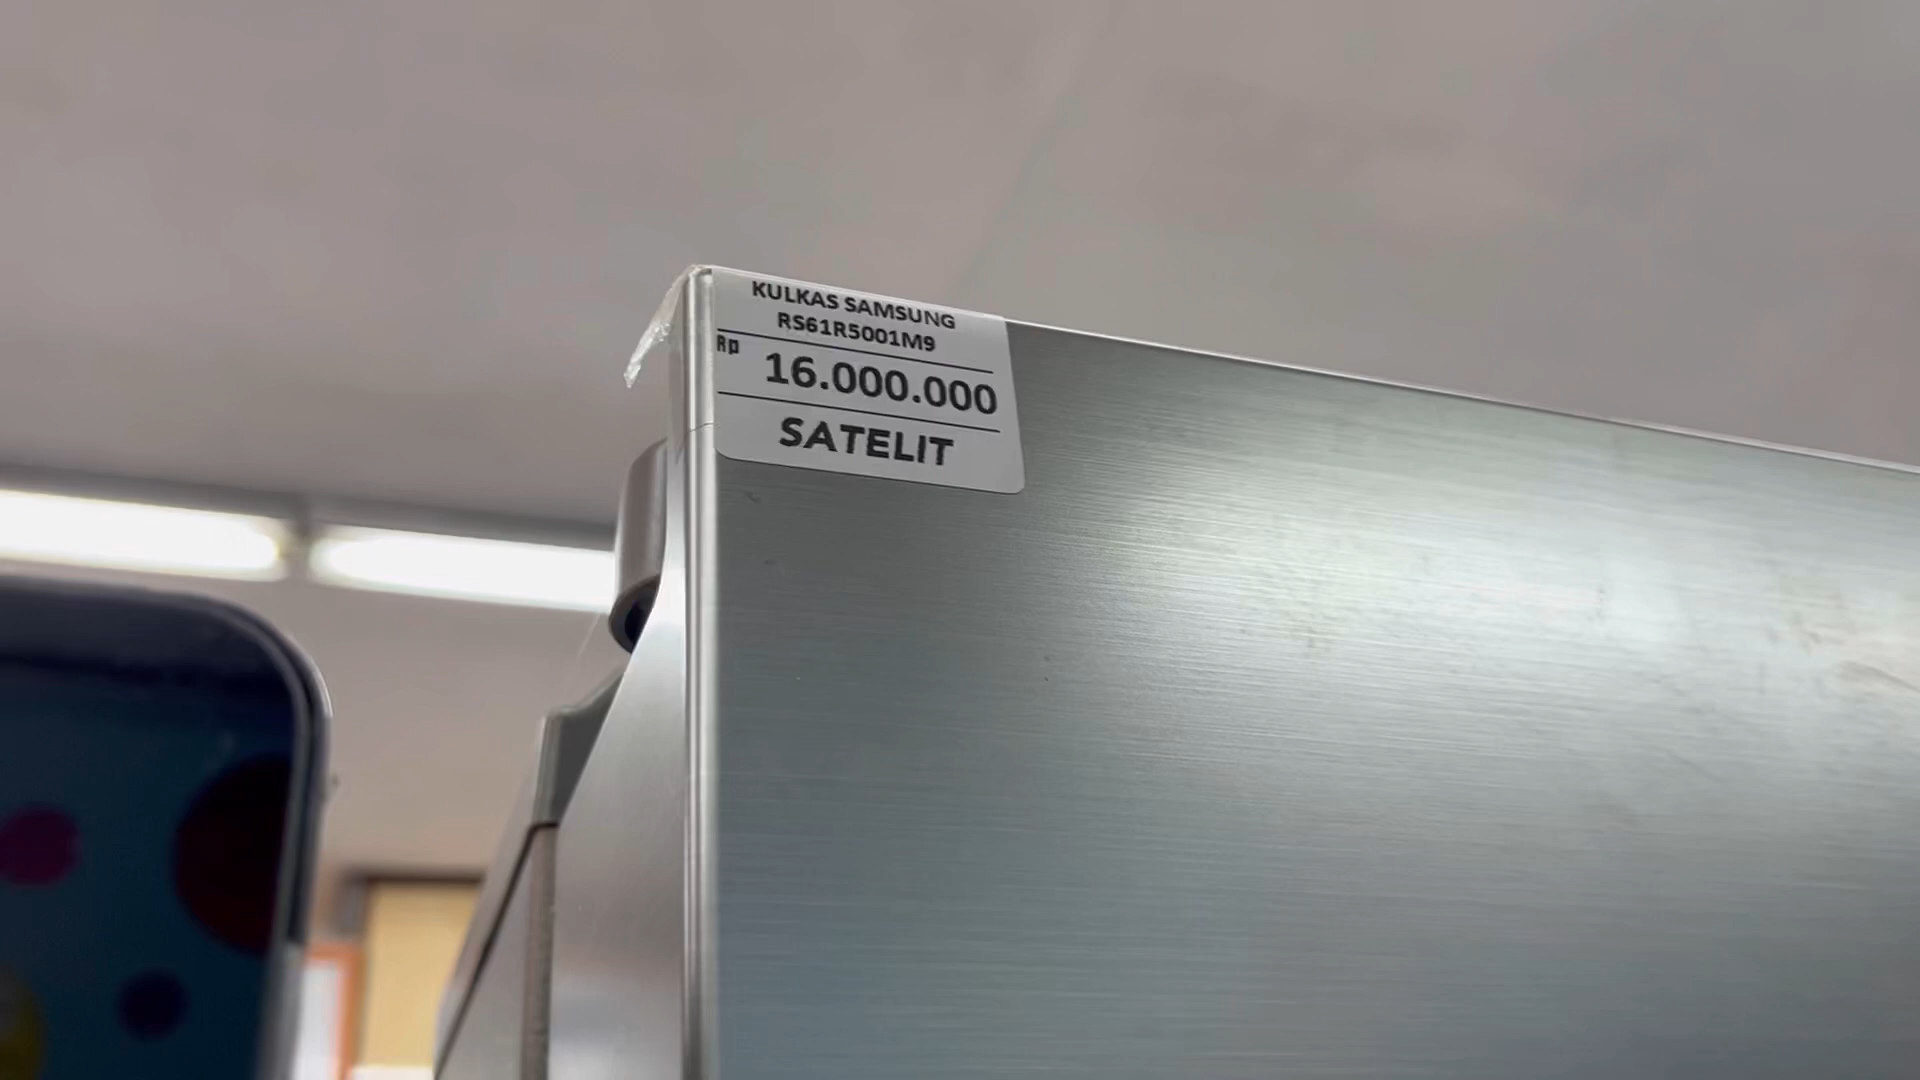 KULKAS SAMSUNG
RS61R5001M9
Rp 16.000.000
SATELIT